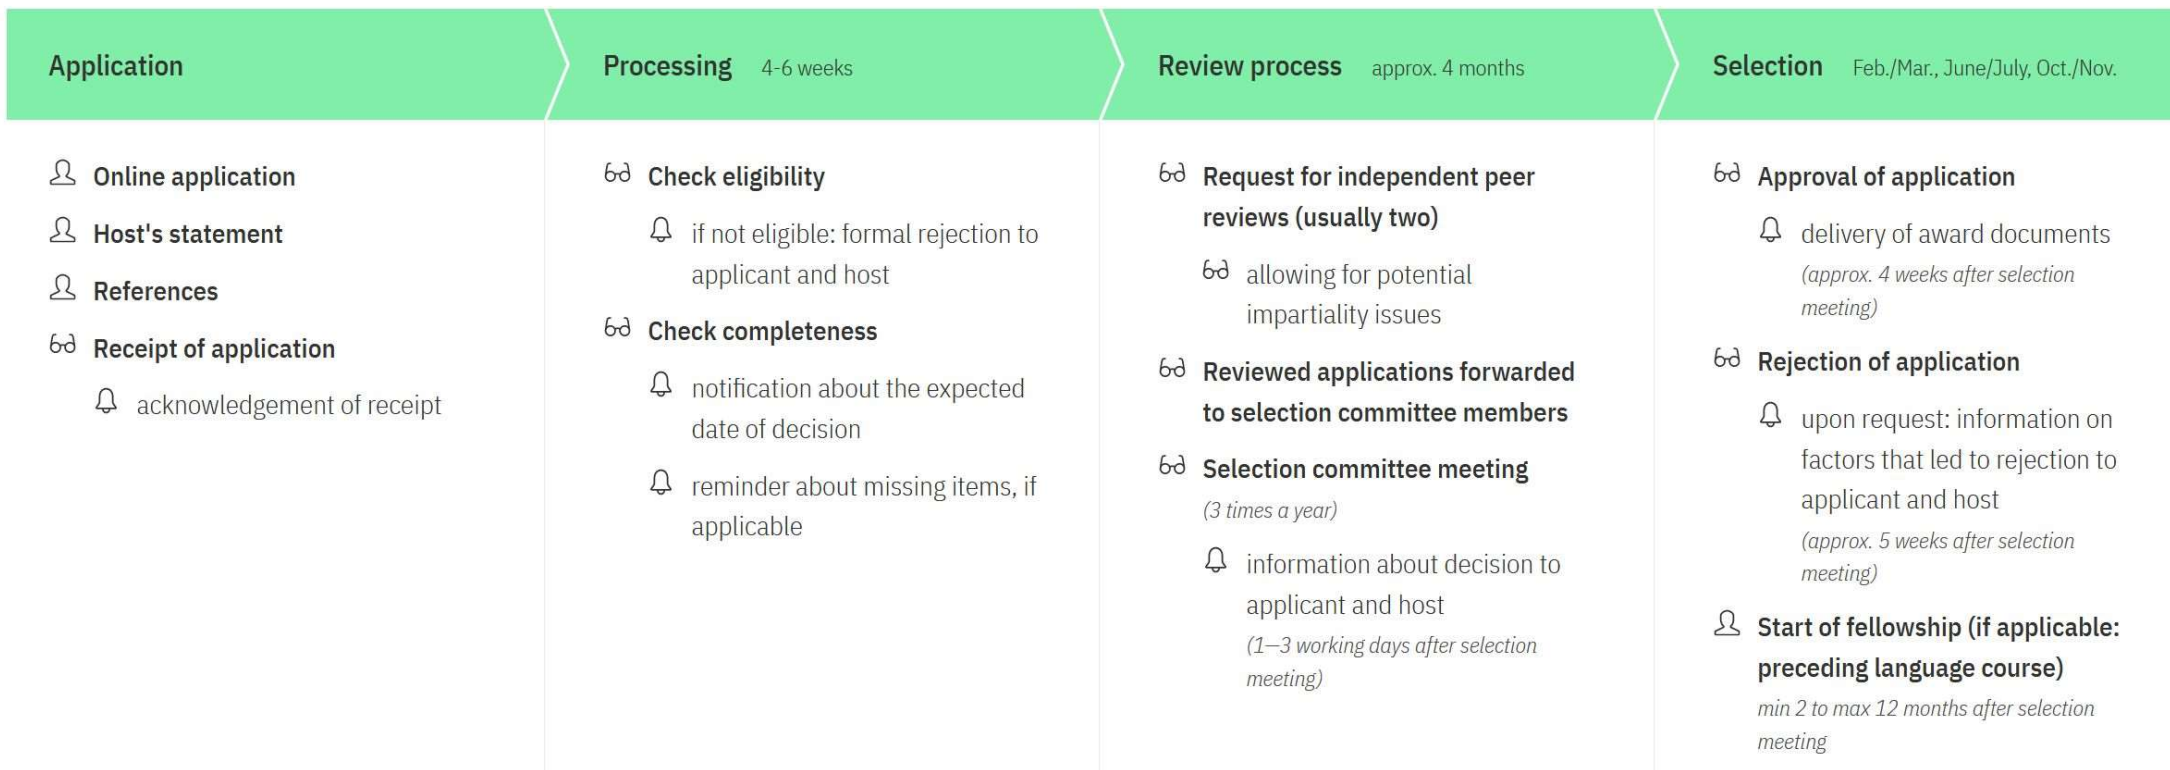 Application
Online application
Host's statement
References
Receipt of application
acknowledgement of receipt
Processing 4-6 weeks
Check eligibility
if not eligible: formal rejection to
applicant and host
Check completeness
notification about the expected
date of decision
reminder about missing items, if
applicable
Review process approx. 4 months
Request for independent peer
reviews (usually two)
allowing for potential
impartiality issues
Reviewed applications forwarded
to selection committee members
Selection committee meeting
(3 times a year)
information about decision to
applicant and host
(1—3 working days after selection
meeting)
Selection Feb./Mar., June/July, Oct./Nov.
Approval of application
delivery of award documents
(approx. 4 weeks after selection
meeting)
Rejection of application
upon request: information on
factors that led to rejection to
applicant and host
(approx. 5 weeks after selection
meeting)
Start of fellowship (if applicable:
preceding language course)
min 2 to max 12 months after selection
meeting